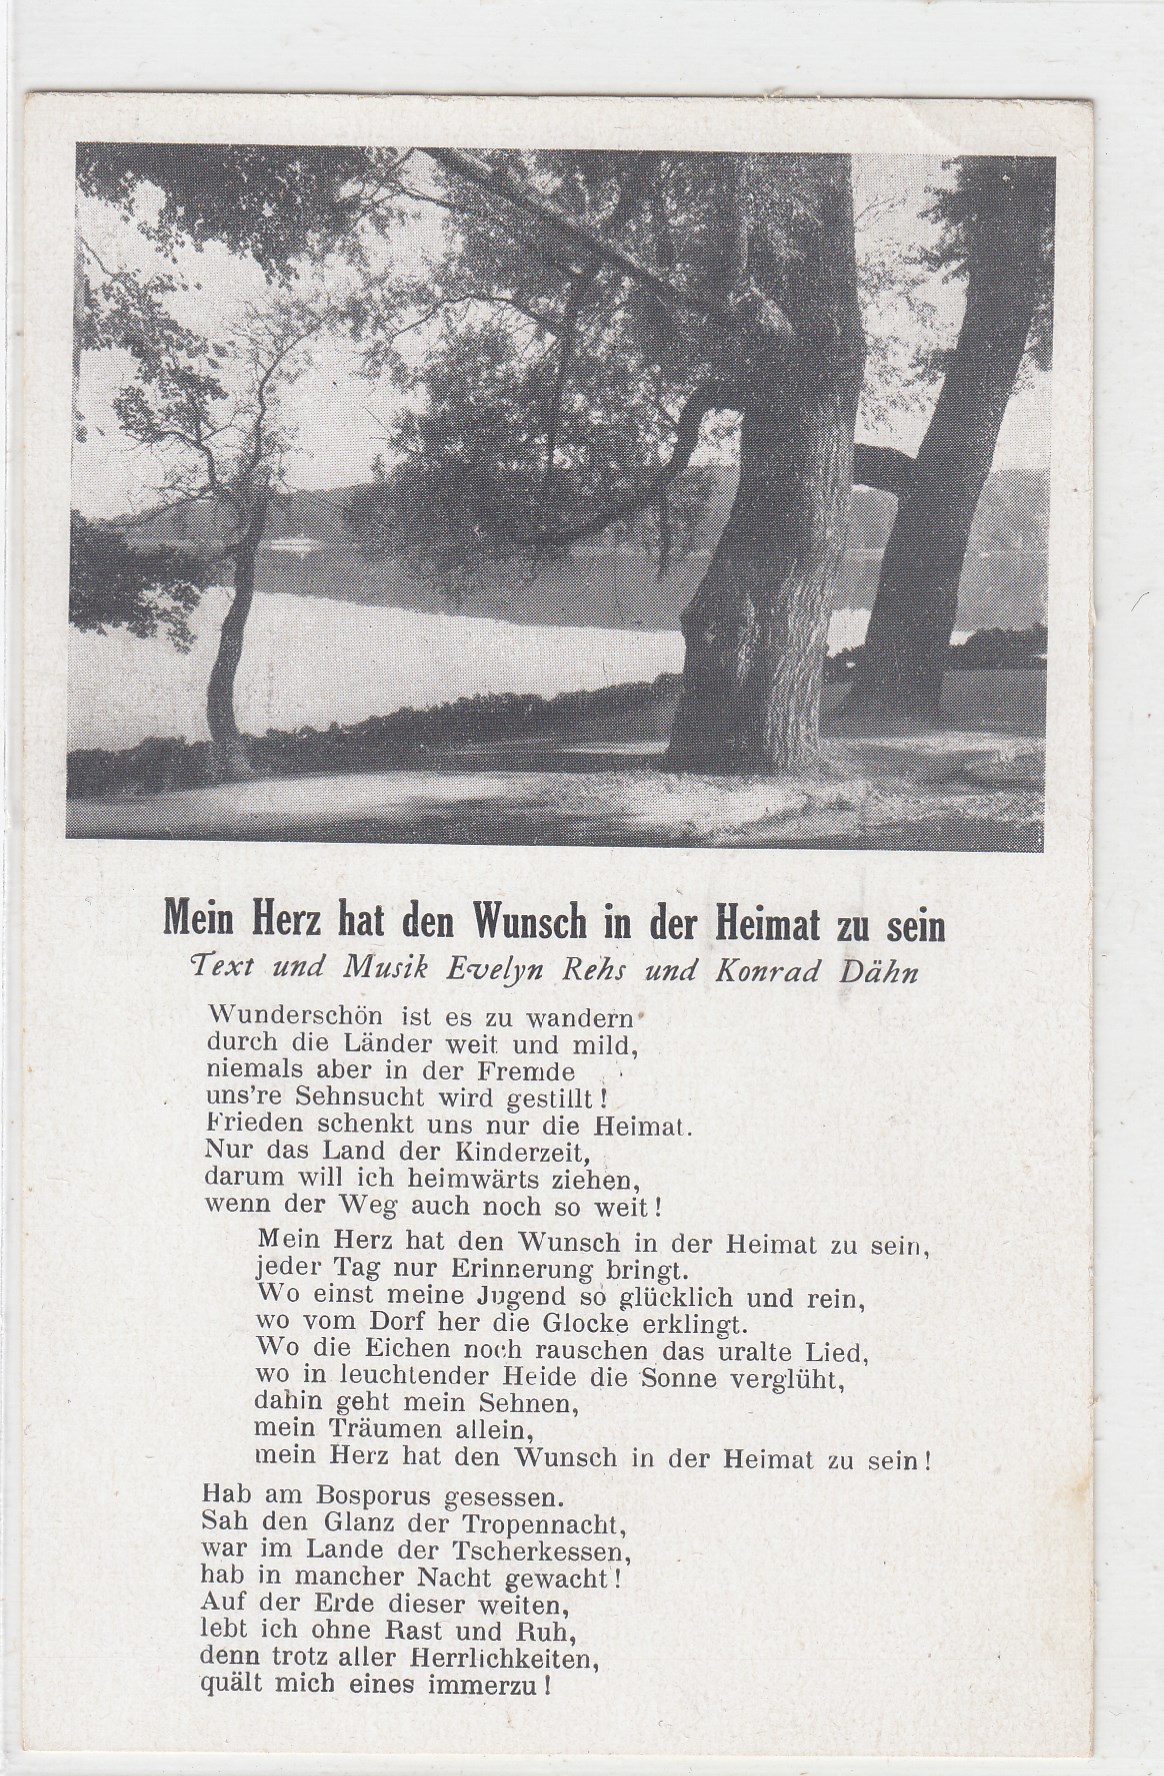 Mein Herz hat den Wunsch in der Heimat zu sein
Text und Musik Evelyn Rehs und Konrad Dähn
Wunderschön ist es zu wandern
durch die Länder weit und mild,
niemals aber in der Fremde
uns're Sehnsucht wird gestillt!
Frieden schenkt uns nur die Heimat.
Nur das Land der Kinderzeit,
darum will ich heimwärts ziehen,
wenn der Weg auch noch so weit!
Mein Herz hat den Wunsch in der Heimat zu sein,
jeder Tag nur Erinnerung bringt.
Wo einst meine Jugend so glücklich und rein,
wo vom Dorf her die Glocke erklingt.
Wo die Eichen noch rauschen das uralte Lied,
wo in leuchtender Heide die Sonne verglüht,
dahin geht mein Sehnen,
mein Träumen allein,
mein Herz hat den Wunsch in der Heimat zu sein!
Hab am Bosporus gesessen.
Sah den Glanz der Tropennacht,
war im Lande der Tscherkessen,
hab in mancher Nacht gewacht!
Auf der Erde dieser weiten,
lebt ich ohne Rast und Ruh,
denn trotz aller Herrlichkeiten,
quält mich eines immerzu!